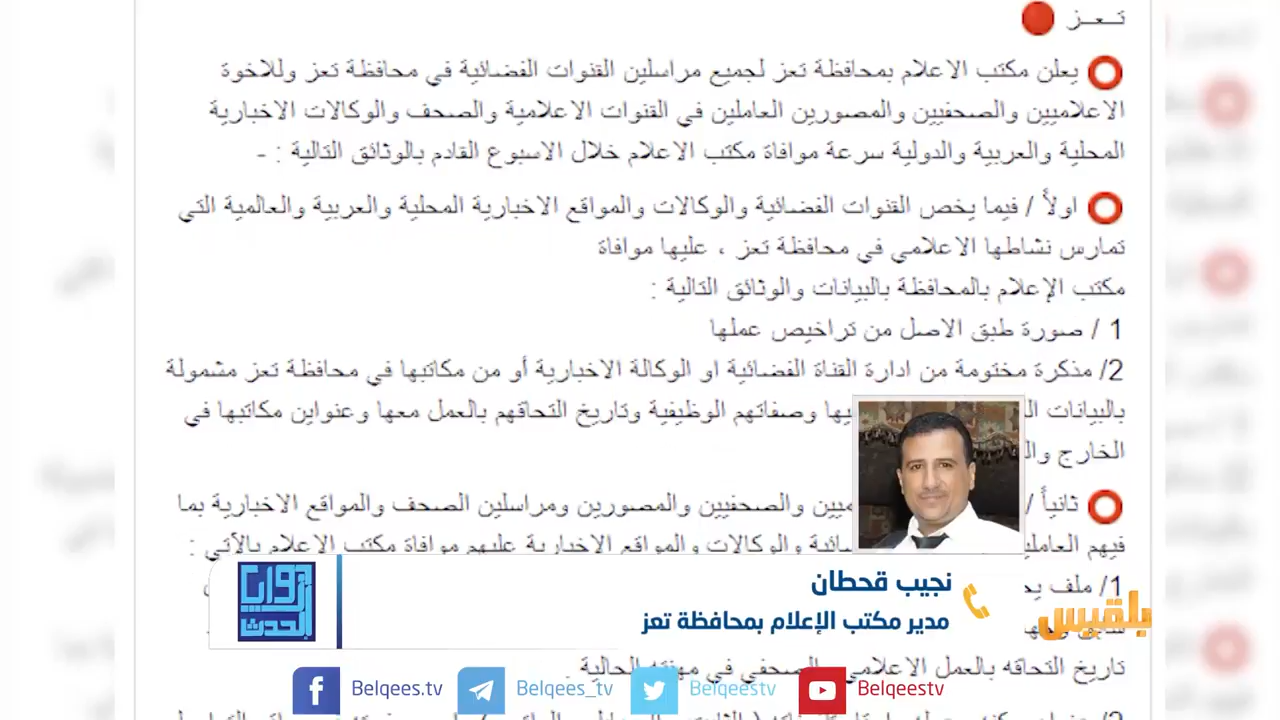 تـعـز
يعلن مكتب الاعلام بمحافظة تعز لجميع مراسلين القنوات الفضائية في محافظة تعز وللاخوة
الاعلاميين والصحفيين والمصورين العاملين في القنوات الاعلامية والصحف والوكالات الاخبارية
المحلية والعربية والدولية سرعة موافاة مكتب الاعلام خلال الاسبوع القادم بالوثائق التالية : -
اولاً / فيما يخص القنوات الفضائية والوكالات والمواقع الاخبارية المحلية والعربية والعالمية التي
تمارس نشاطها الاعلامي في محافظة تعز ، عليها موافاة
مكتب الإعلام بالمحافظة بالبيانات والوثائق التالية :
1 / صورة طبق الاصل من تراخيص عملها
2/ مذكرة مختومة من ادارة القناة الفضائية او الوكالة الاخبارية أو من مكاتبها في محافظة تعز مشمولة
بالبيانات وصفاتهم الوظيفية وتاريخ التحاقهم بالعمل معها وعنواين مكاتبها في
الخارج
ثانياً / والصحفيين والمصورين ومراسلين الصحف والمواقع الاخبارية بما
فيهم والوكالات والمواقع الاخبارية عليهم موافاة مكتب الاعلام بالآتي :
1/ ملف
نجيب قحطان
مدير مكتب الإعلام بمحافظة تعز
بلقيس
أبواب الحدث
تاريخ التحاقه بالعمل الاعلامي والصحفي في مهنته الحالية .
Belqees.tv
Belqees_tv
Belqeestv
Belqeestv